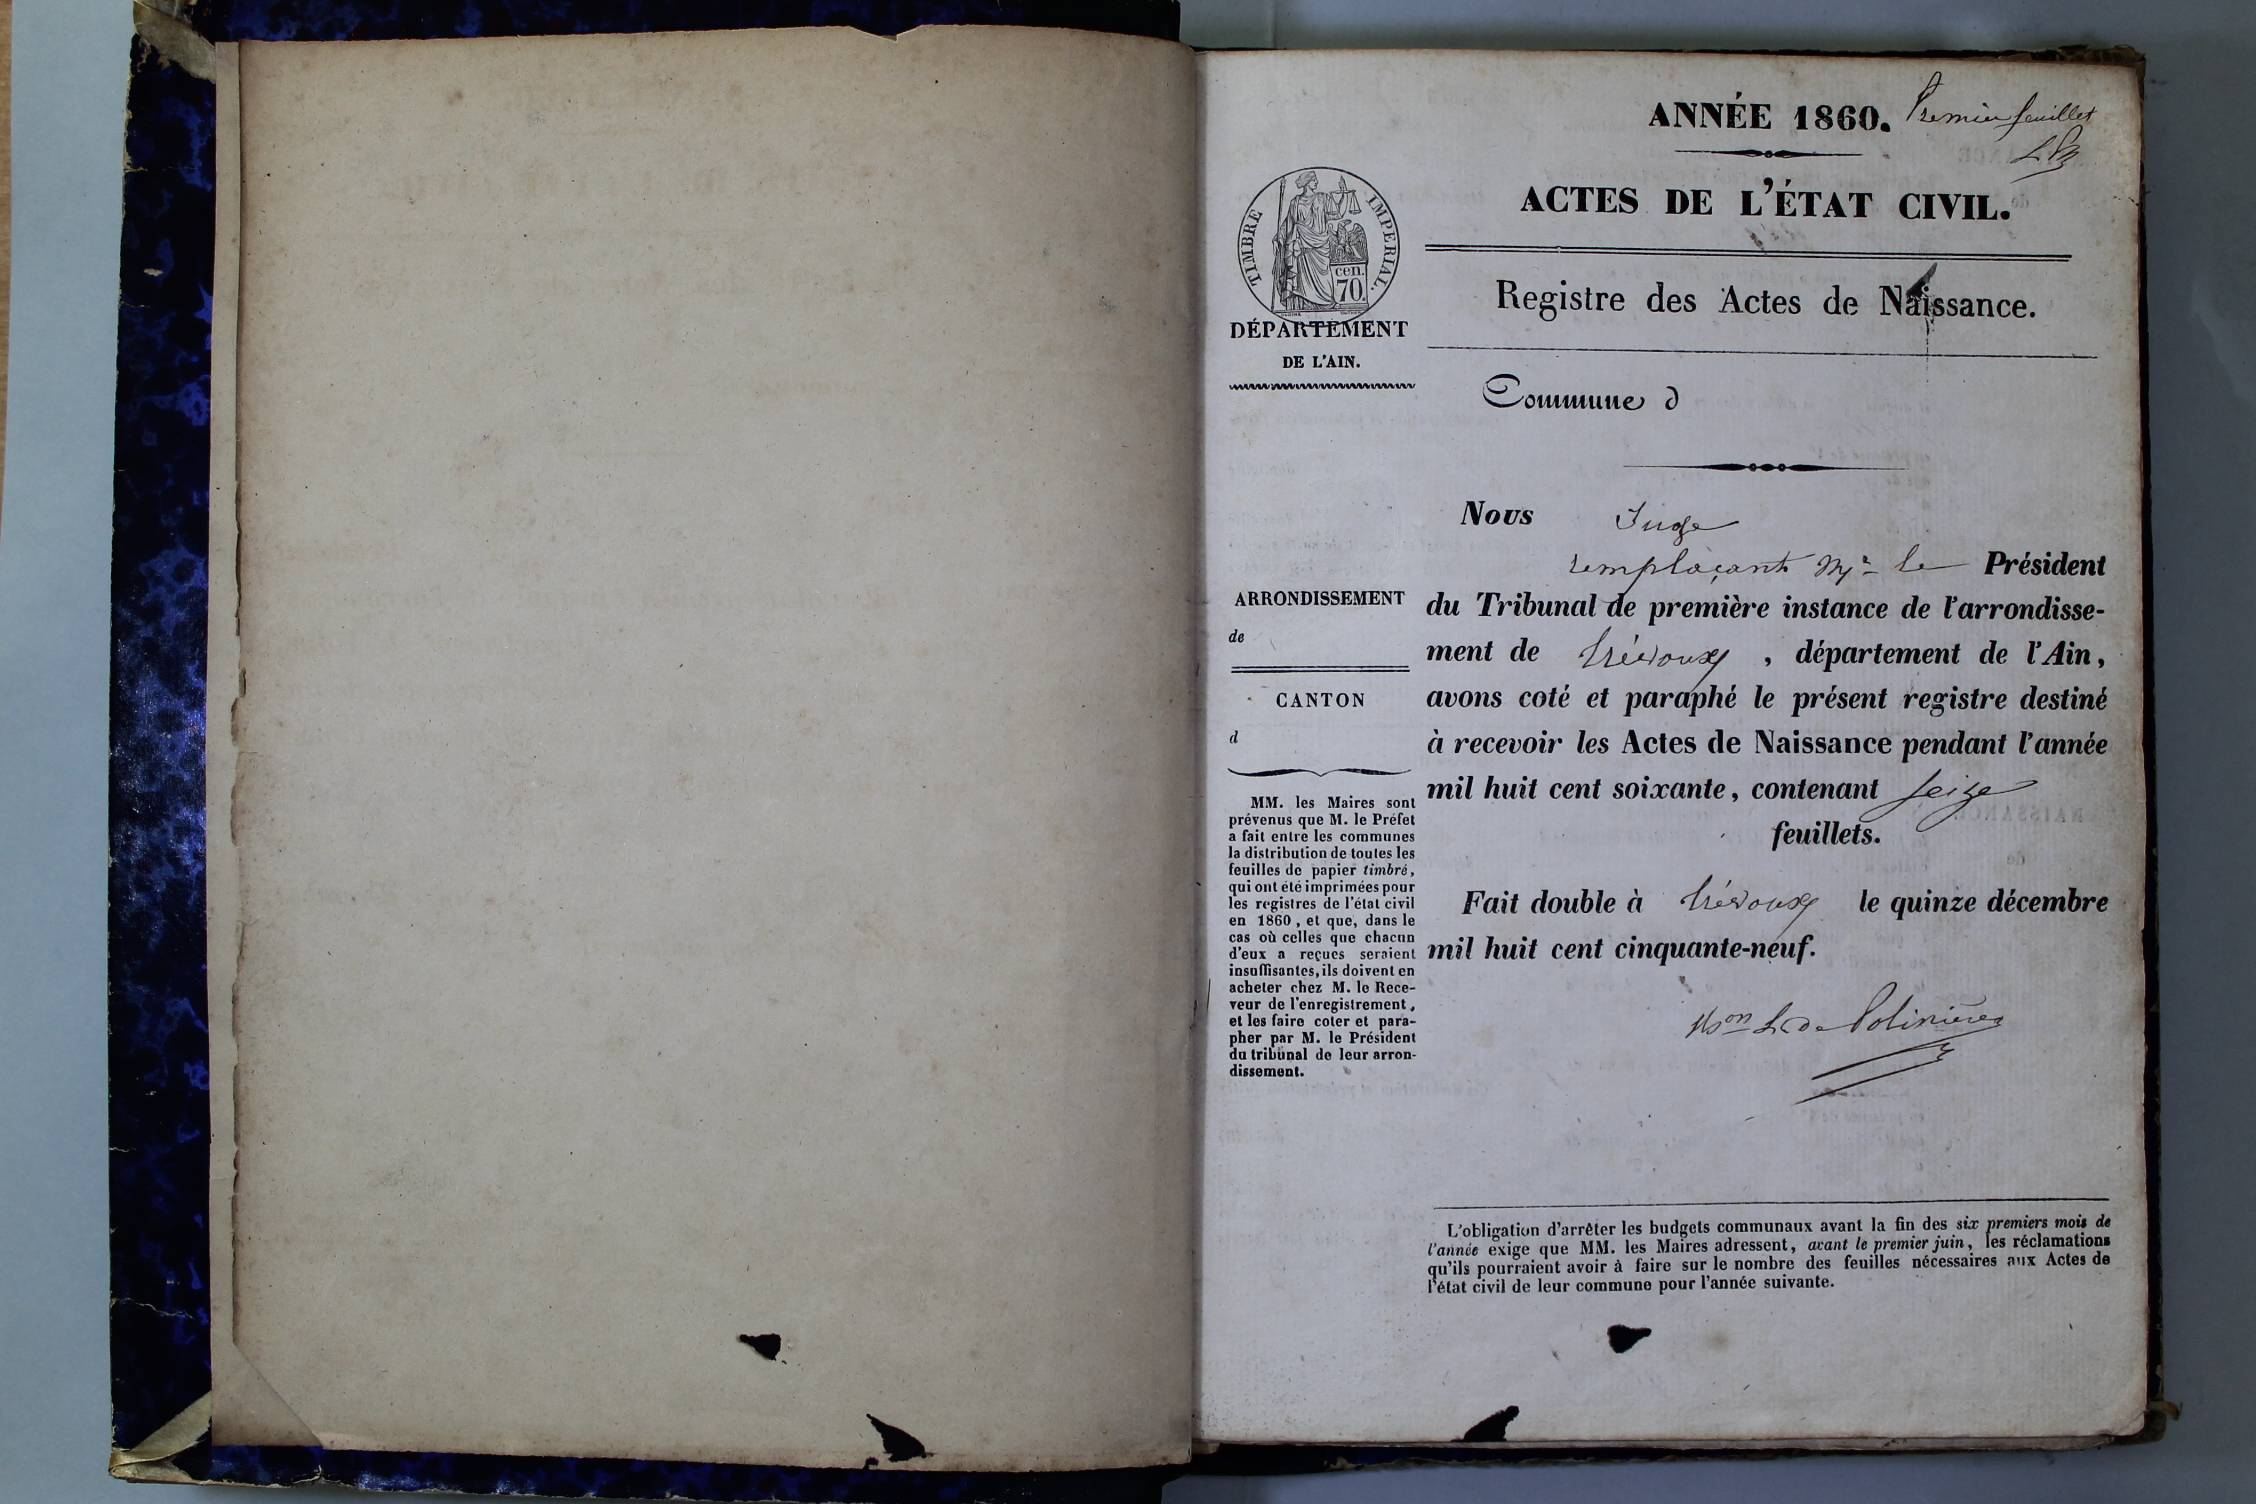 ANNÉE 1860.
Premier feuillet
ACTES DE L'ÉTAT CIVIL.
TIMBRE IMPERIAL.
cen.
70.
DÉPARTEMENT
DE L'AIN.
Registre des Actes de Naissance.
Commune d
Nous Juge
remplaçant Mr le Président
du Tribunal de première instance de l'arrondisse-
ment de Trévoux, département de l'Ain,
avons coté et paraphé le présent registre destiné
à recevoir les Actes de Naissance pendant l'année
mil huit cent soixante, contenant seize
feuillets.
Fait double à Trévoux le quinze décembre
mil huit cent cinquante-neuf.
de Polinière
ARRONDISSEMENT
de
CANTON
d
MM. les Maires sont
prévenus que M. le Préfet
a fait entre les communes
la distribution de toutes les
feuilles de papier timbré,
qui ont été imprimées pour
les registres de l'état civil
en 1860, et que, dans le
cas où celles que chacun
d'eux a reçues seraient
insuffisantes, ils doivent en
acheter chez M. le Rece-
veur de l'enregistrement,
et les faire coter et para-
pher par M. le Président
du tribunal de leur arron-
dissement.
L'obligation d'arrêter les budgets communaux avant la fin des six premiers mois de
l'année exige que MM. les Maires adressent, avant le premier juin, les réclamations
qu'ils pourraient avoir à faire sur le nombre des feuilles nécessaires aux Actes de
l'état civil de leur commune pour l'année suivante.